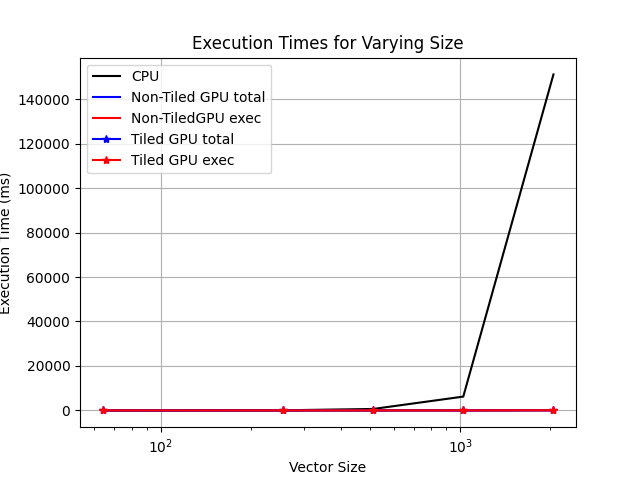 Execution Times for Varying Size
CPU
Non-Tiled GPU total
Non-TiledGPU exec
Tiled GPU total
Tiled GPU exec
Execution Time (ms)
140000
120000
100000
80000
60000
40000
20000
0
10²
10³
Vector Size